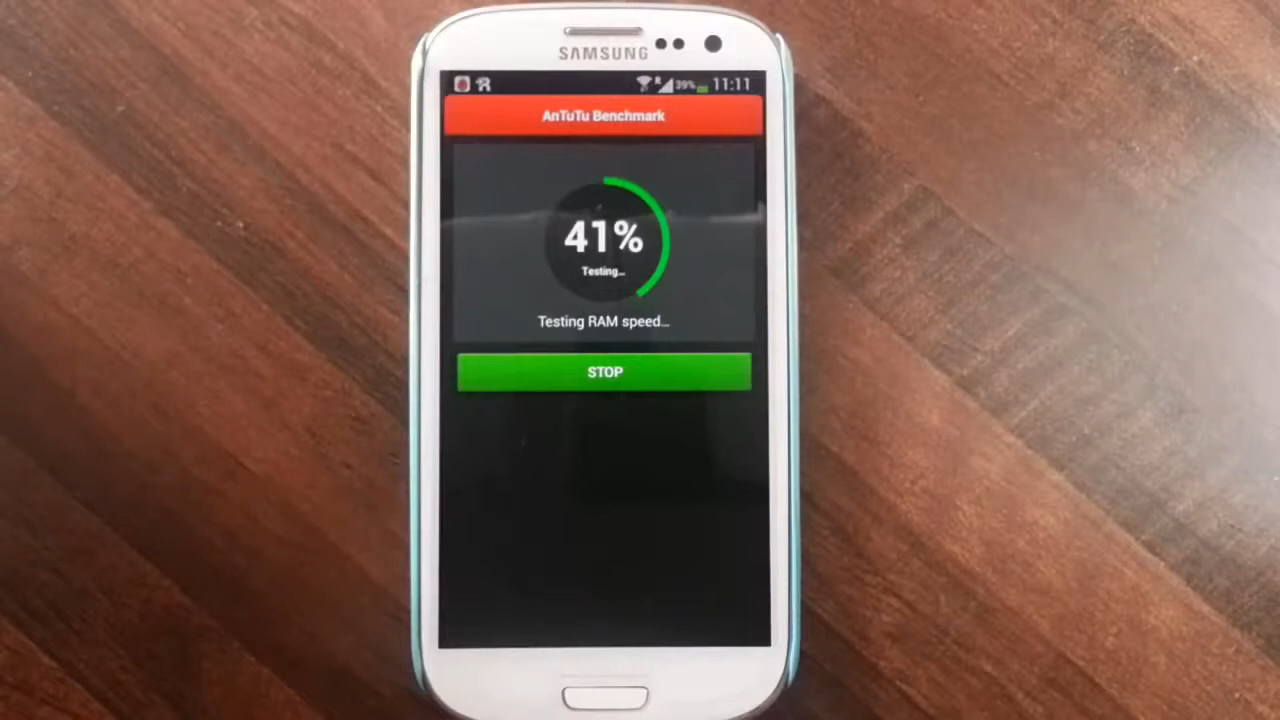 SAMSUNG
R 39% 11:11
AnTuTu Benchmark
41%
Testing...
Testing RAM speed...
STOP